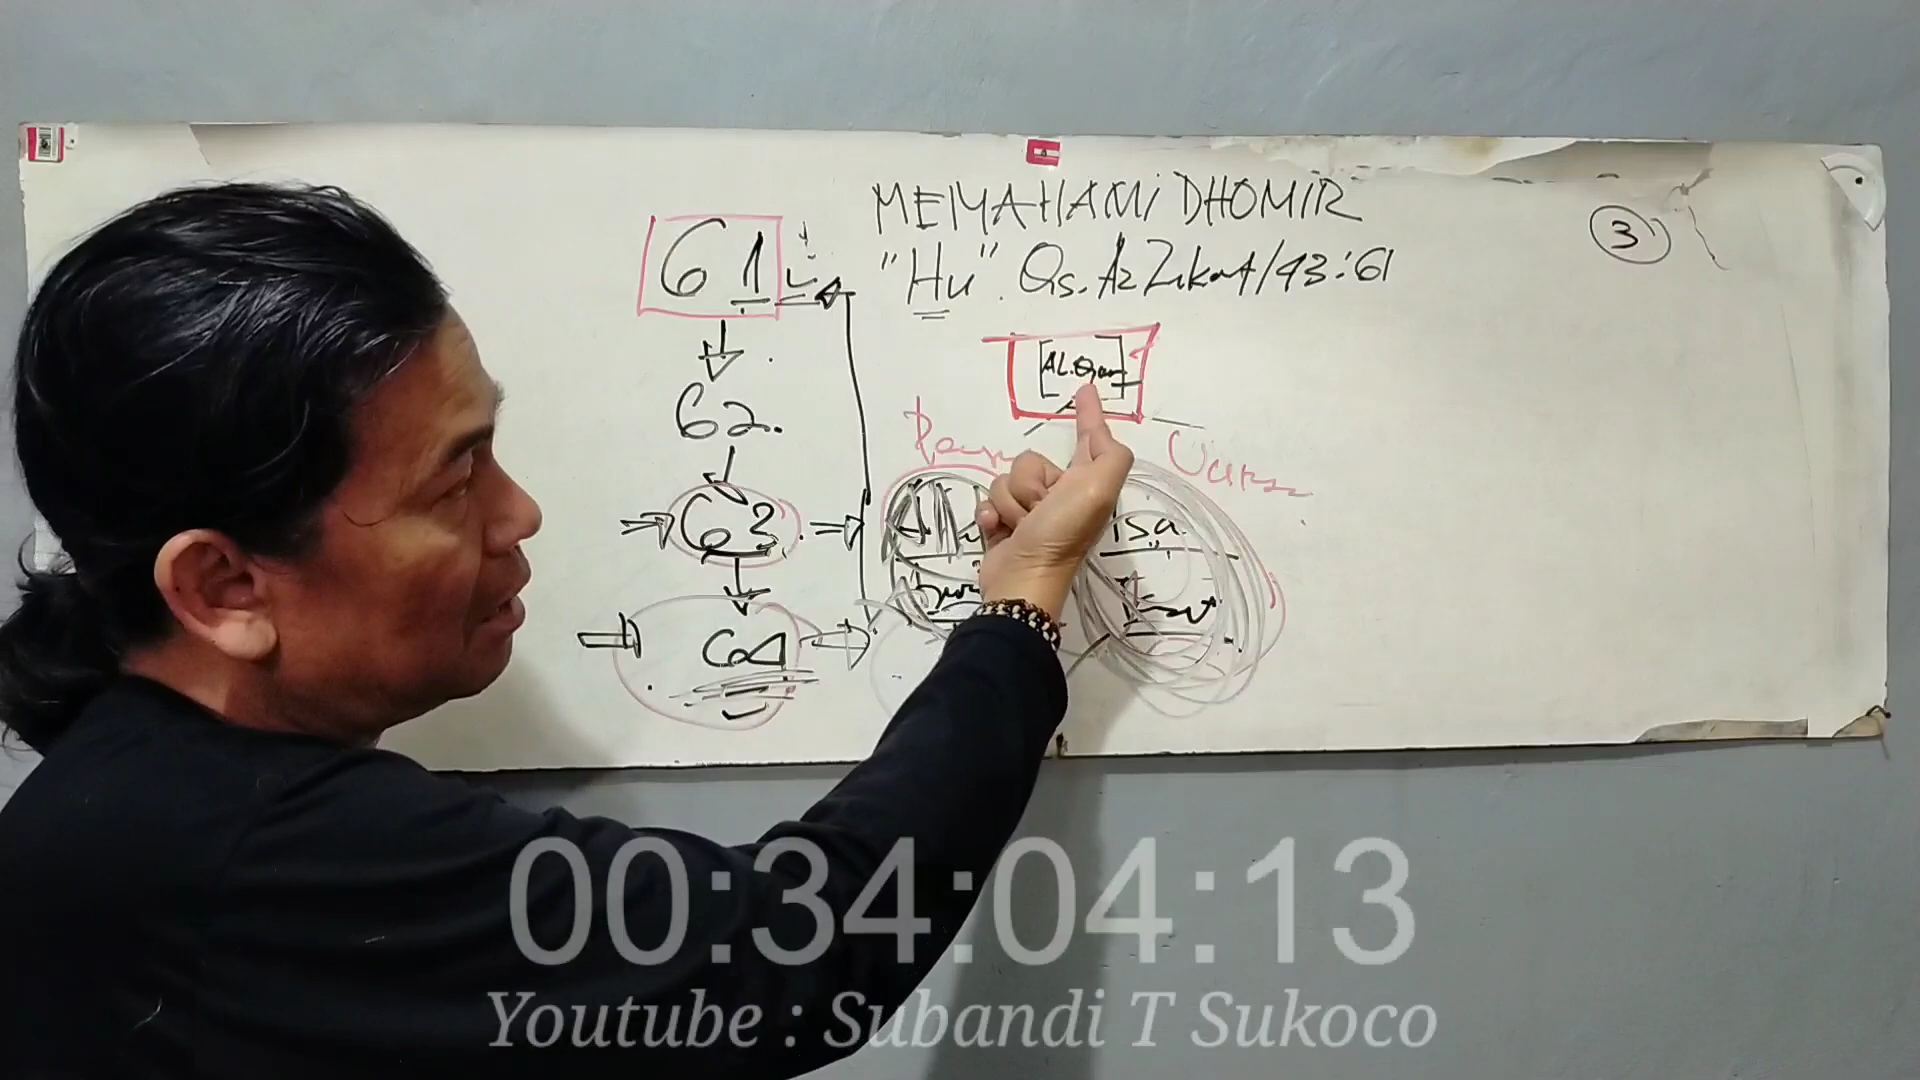 MEMAHAMI DHOMIR
"Hu". Qs. Az Zukruf/43:61
3
61
62.
63
64
[AL.Quran]
Isa
00:34:04:13
Youtube : Subandi T Sukoco